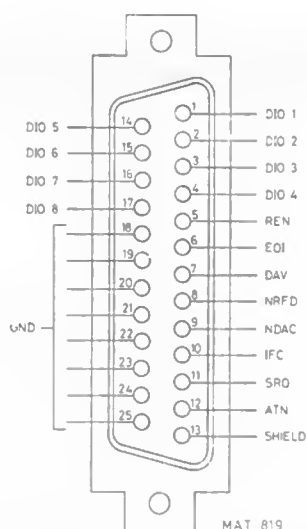 1 DIO 1
DIO 5 14
2 DIO 2
DIO 6 15
3 DIO 3
DIO 7 16
4 DIO 4
DIO 8 17
5 REN
18
6 EOI
19
7 DAV
20
8 NRFD
21
GND
9 NDAC
22
10 IFC
23
11 SRQ
24
12 ATN
25
13 SHIELD
MAT 819